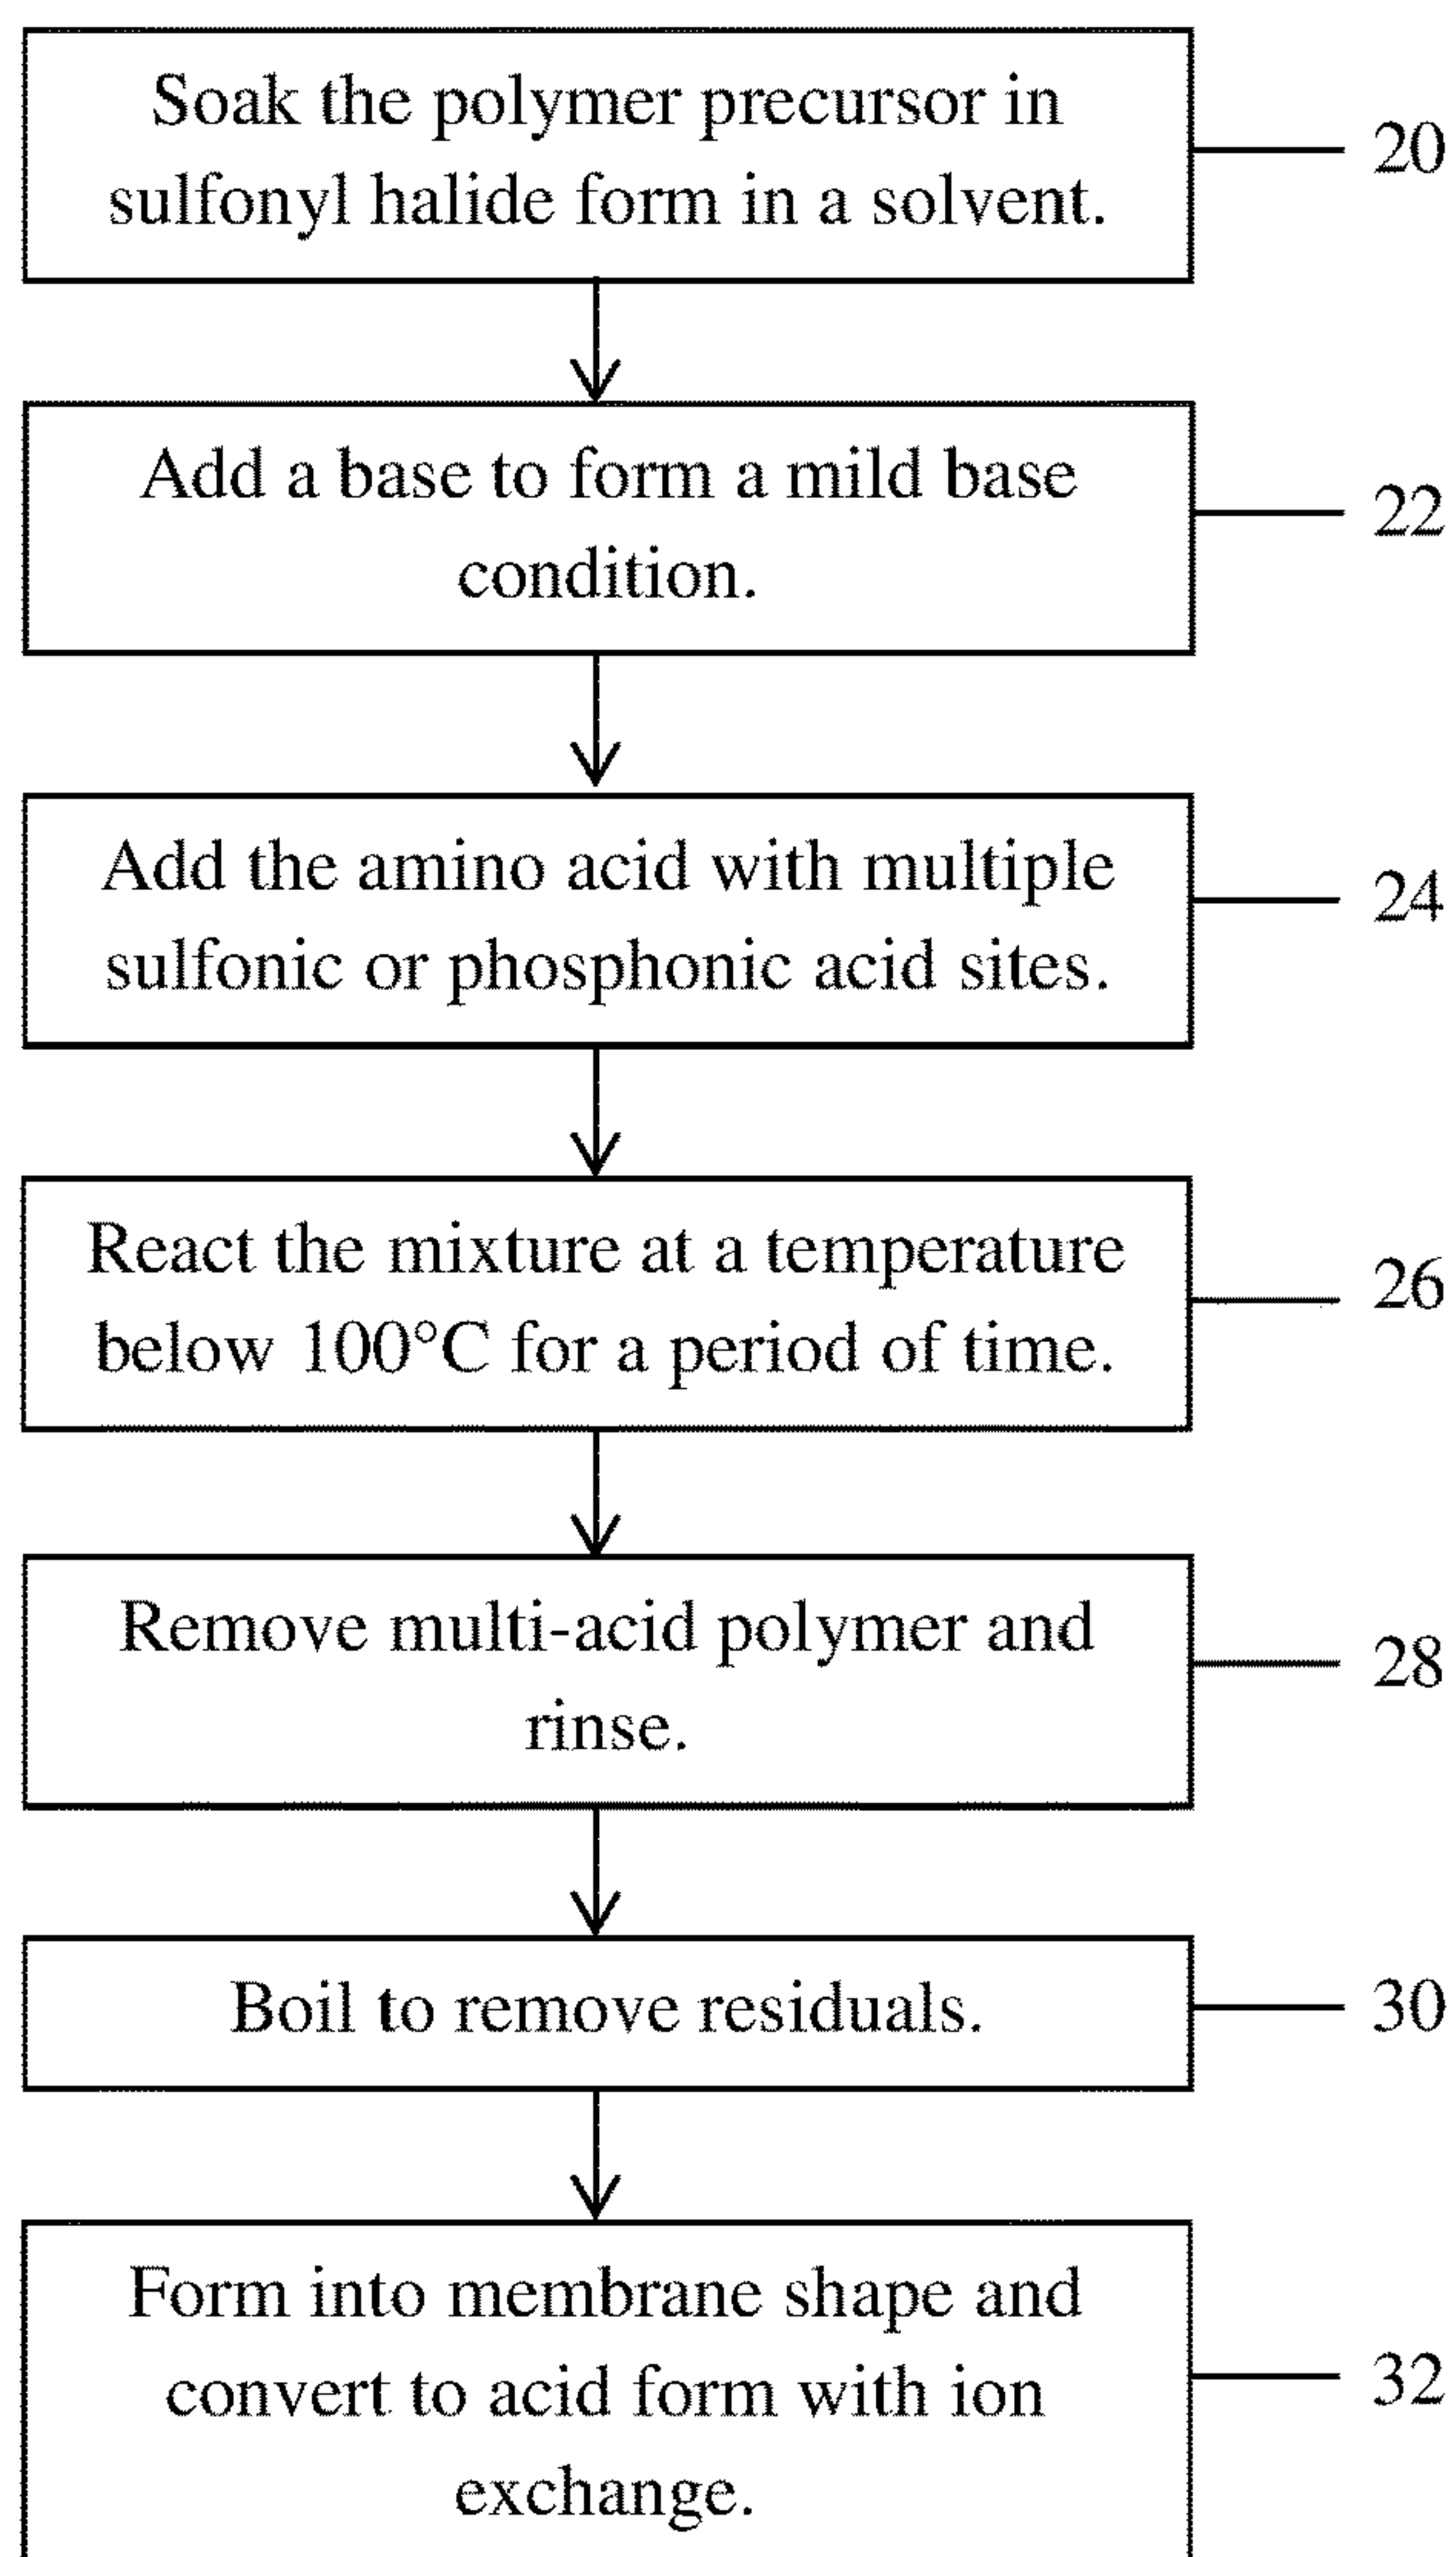 Soak the polymer precursor in
sulfonyl halide form in a solvent.
20
Add a base to form a mild base
condition.
22
Add the amino acid with multiple
sulfonic or phosphonic acid sites.
24
React the mixture at a temperature
below 100°C for a period of time.
26
Remove multi-acid polymer and
rinse.
28
Boil to remove residuals.
30
Form into membrane shape and
convert to acid form with ion
exchange.
32